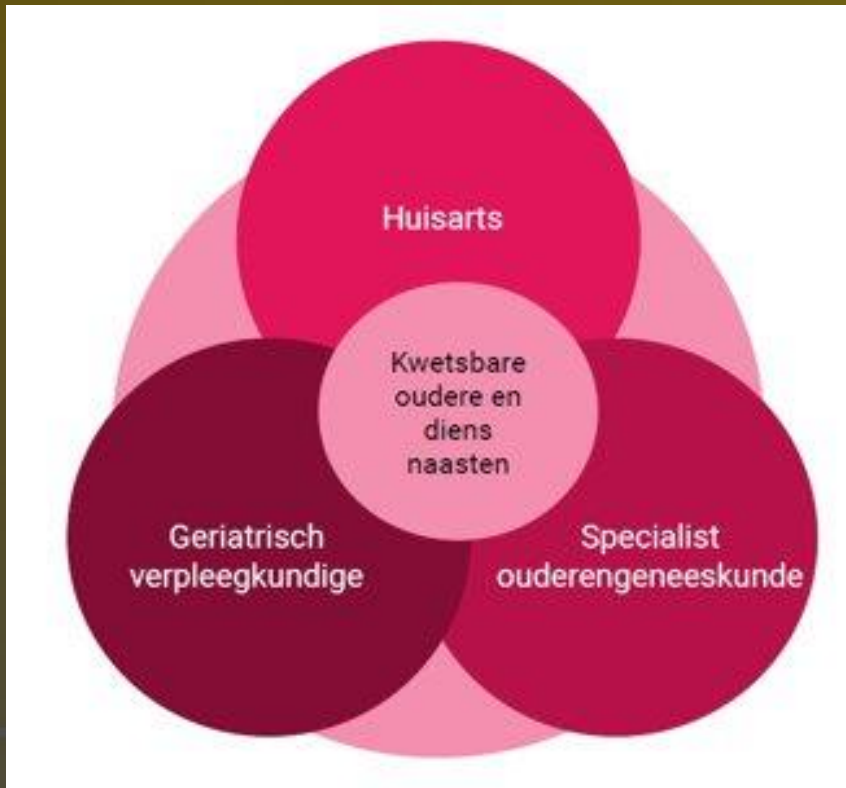 Huisarts
Kwetsbare
oudere en
diens
naasten
Geriatrisch
verpleegkundige
Specialist
ouderengeneeskunde